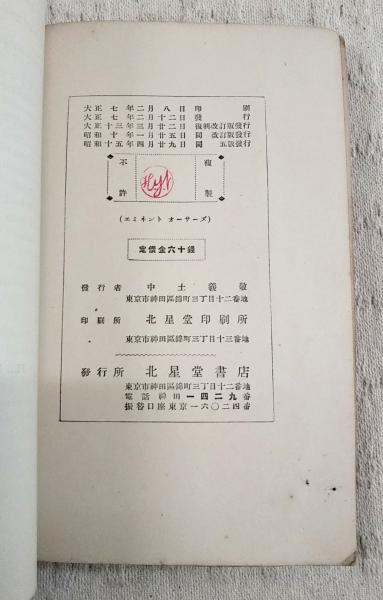 大正七年二月八日印刷
大正七年二月十二日發行
大正十三年三月廿二日復興改訂版發行
昭和十年一月廿五日同改訂版發行
昭和十五年四月廿九日同五版發行
不許
複製
(エミネント オーサーズ)
定價金六十錢
發行者 中土義敬
東京市神田區錦町三丁目十二番地
印刷所 北星堂印刷所
東京市神田區錦町三丁目十三番地
發行所 北星堂書店
東京市神田區錦町三丁目十二番地
電話神田一四二九番
振替口座東京一六〇二四番